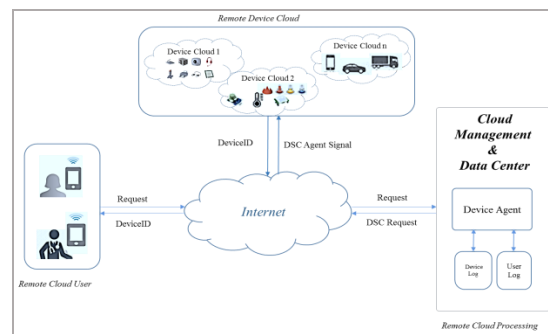 Remote Device Cloud
Device Cloud 1
Device Cloud 2
Device Cloud n
DeviceID
DSC Agent Signal
Cloud
Management
&
Data Center
Request
DeviceID
Internet
Request
DSC Request
Device Agent
Device
Log
User
Log
Remote Cloud User
Remote Cloud Processing